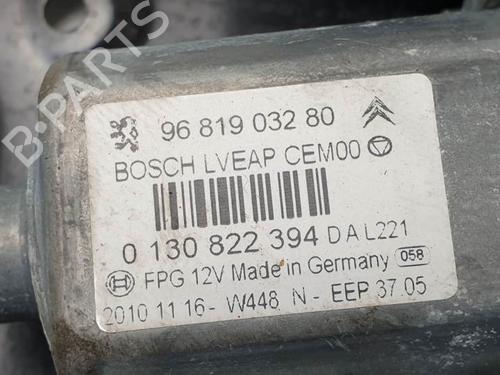 96 819 032 80
BOSCH LVEAP CEM00
0 130 822 394 DAL221
FPG 12V Made in Germany 058
2010 11 16 - W448 N - EEP 37.05
B-PARTS